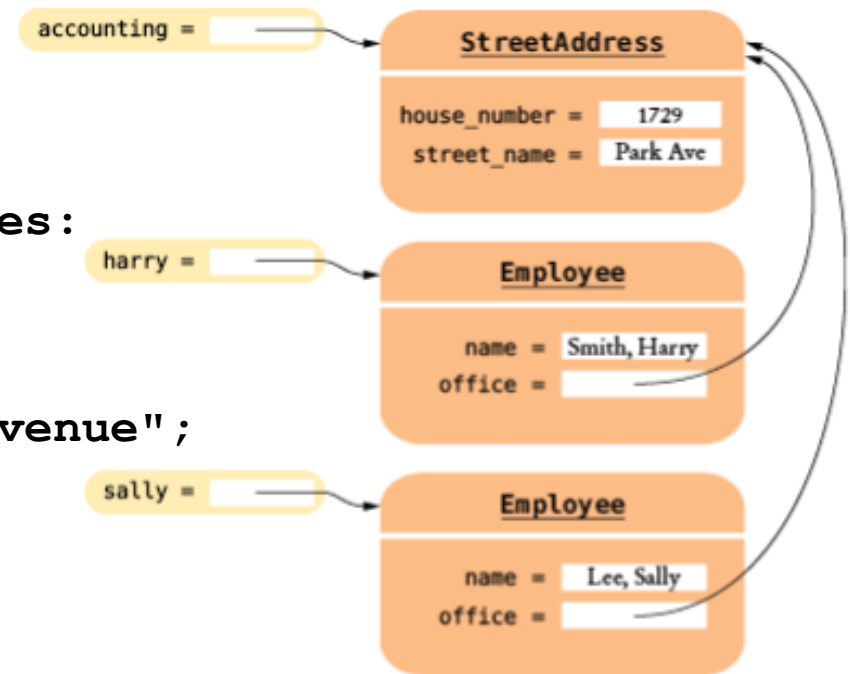 accounting =
StreetAddress
house_number = 1729
street_name = Park Ave
es:
harry =
Employee
name = Smith, Harry
office =
venue";
sally =
Employee
name = Lee, Sally
office =